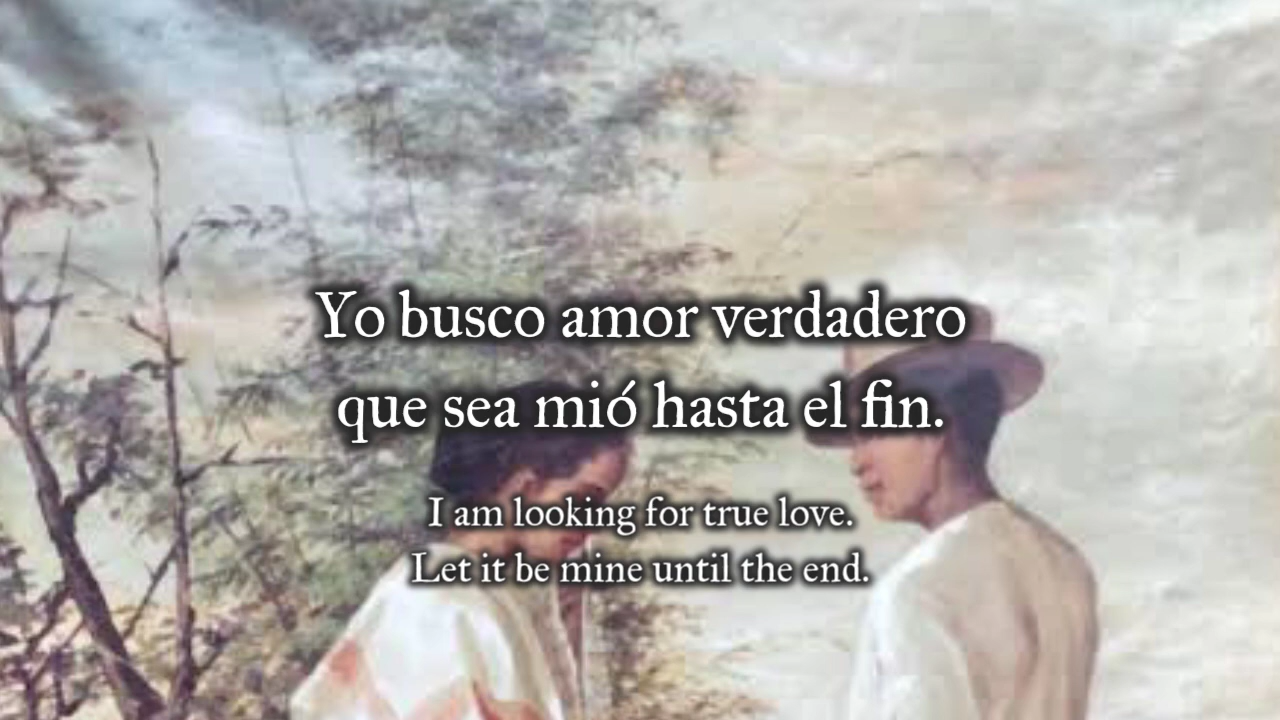 Yo busco amor verdadero
que sea mió hasta el fin.
I am looking for true love.
Let it be mine until the end.